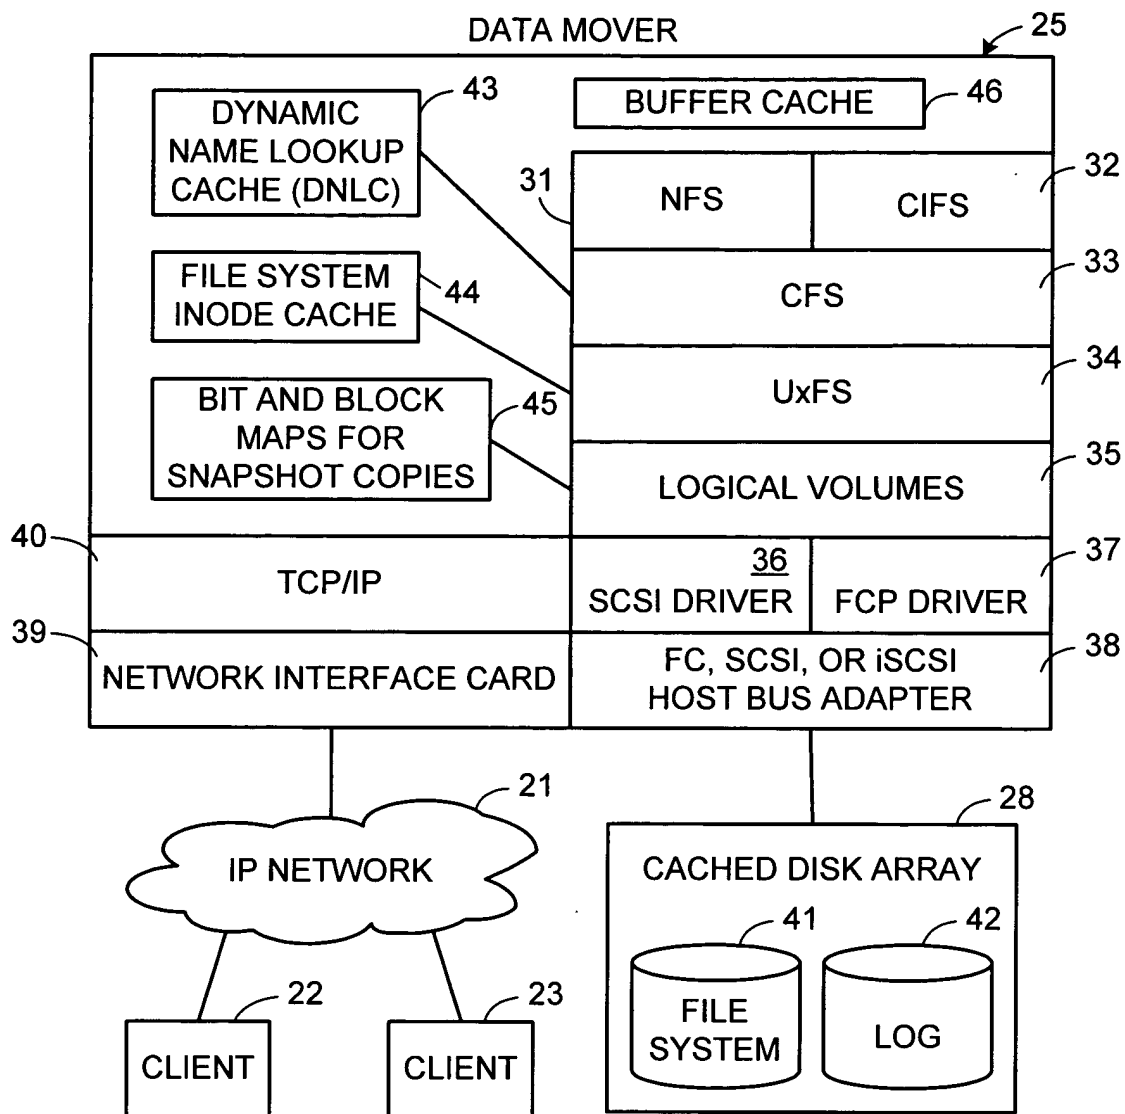 DATA MOVER
25
DYNAMIC
NAME LOOKUP
CACHE (DNLC)
43
BUFFER CACHE
46
31
NFS
CIFS
32
FILE SYSTEM
INODE CACHE
44
CFS
33
BIT AND BLOCK
MAPS FOR
SNAPSHOT COPIES
45
UxFS
34
LOGICAL VOLUMES
35
40
TCP/IP
36
SCSI DRIVER
FCP DRIVER
37
39
NETWORK INTERFACE CARD
FC, SCSI, OR iSCSI
HOST BUS ADAPTER
38
21
IP NETWORK
28
CACHED DISK ARRAY
41
FILE
SYSTEM
42
LOG
22
CLIENT
23
CLIENT